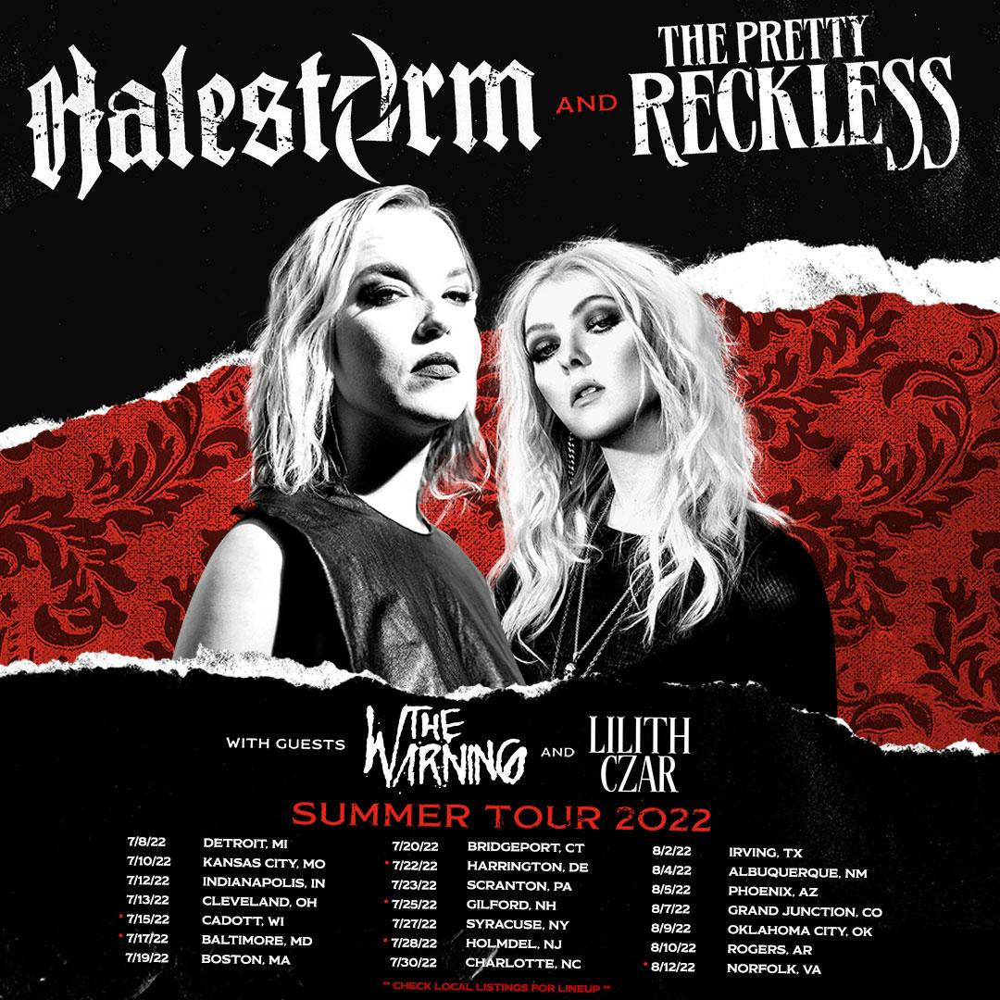 Halestorm AND THE PRETTY
RECKLESS
WITH GUESTS THE WARNING AND LILITH CZAR
SUMMER TOUR 2022
7/8/22 DETROIT, MI
7/10/22 KANSAS CITY, MO
7/12/22 INDIANAPOLIS, IN
7/13/22 CLEVELAND, OH
* 7/15/22 CADOTT, WI
* 7/17/22 BALTIMORE, MD
7/19/22 BOSTON, MA
7/20/22 BRIDGEPORT, CT
* 7/22/22 HARRINGTON, DE
7/23/22 SCRANTON, PA
* 7/25/22 GILFORD, NH
7/27/22 SYRACUSE, NY
* 7/28/22 HOLMDEL, NJ
7/30/22 CHARLOTTE, NC
8/2/22 IRVING, TX
8/4/22 ALBUQUERQUE, NM
8/5/22 PHOENIX, AZ
8/7/22 GRAND JUNCTION, CO
8/9/22 OKLAHOMA CITY, OK
8/10/22 ROGERS, AR
* 8/12/22 NORFOLK, VA
** CHECK LOCAL LISTINGS FOR LINEUP **